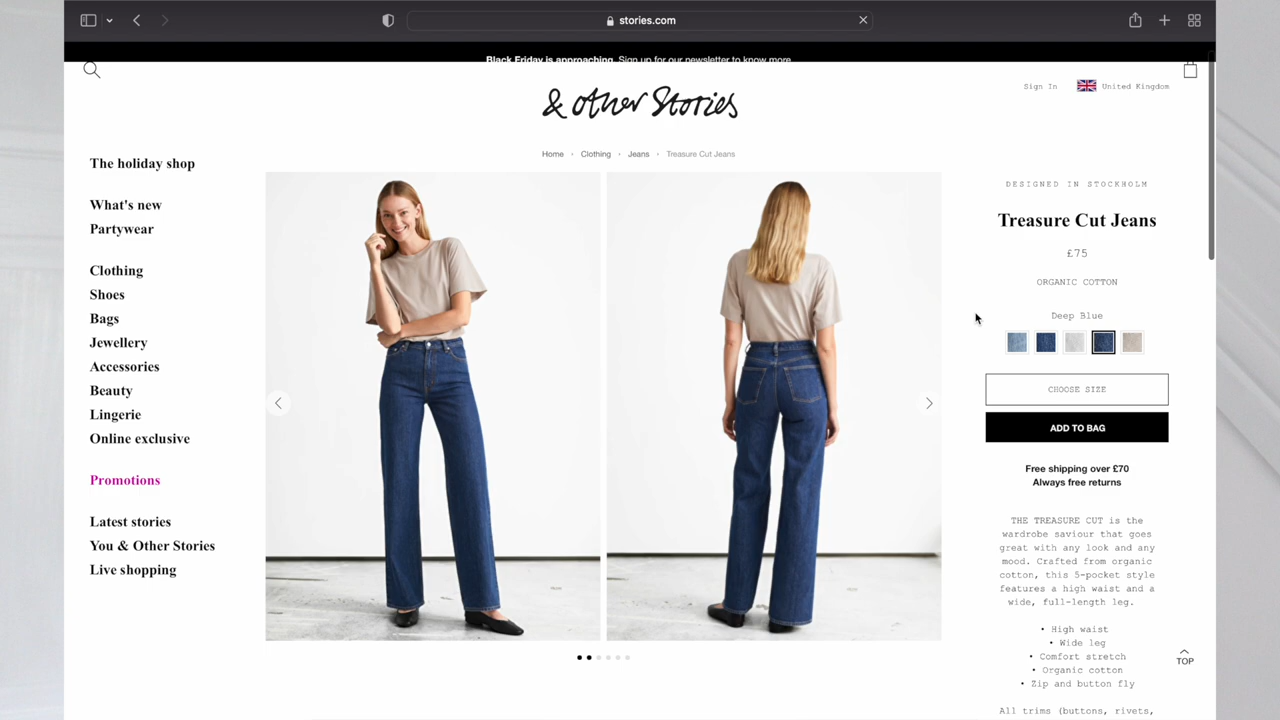 stories.com
Black Friday is approaching. Sign up for our newsletter to know more
Sign In
United Kingdom
& other Stories
Home › Clothing › Jeans › Treasure Cut Jeans
The holiday shop
What's new
Partywear
Clothing
Shoes
Bags
Jewellery
Accessories
Beauty
Lingerie
Online exclusive
Promotions
Latest stories
You & Other Stories
Live shopping
DESIGNED IN STOCKHOLM
Treasure Cut Jeans
£75
ORGANIC COTTON
Deep Blue
CHOOSE SIZE
ADD TO BAG
Free shipping over £70
Always free returns
THE TREASURE CUT is the
wardrobe saviour that goes
great with any look and any
mood. Crafted from organic
cotton, this 5-pocket style
features a high waist and a
wide, full-length leg.
• High waist
• Wide leg
• Comfort stretch
• Organic cotton
• Zip and button fly
All trims (buttons, rivets,
TOP